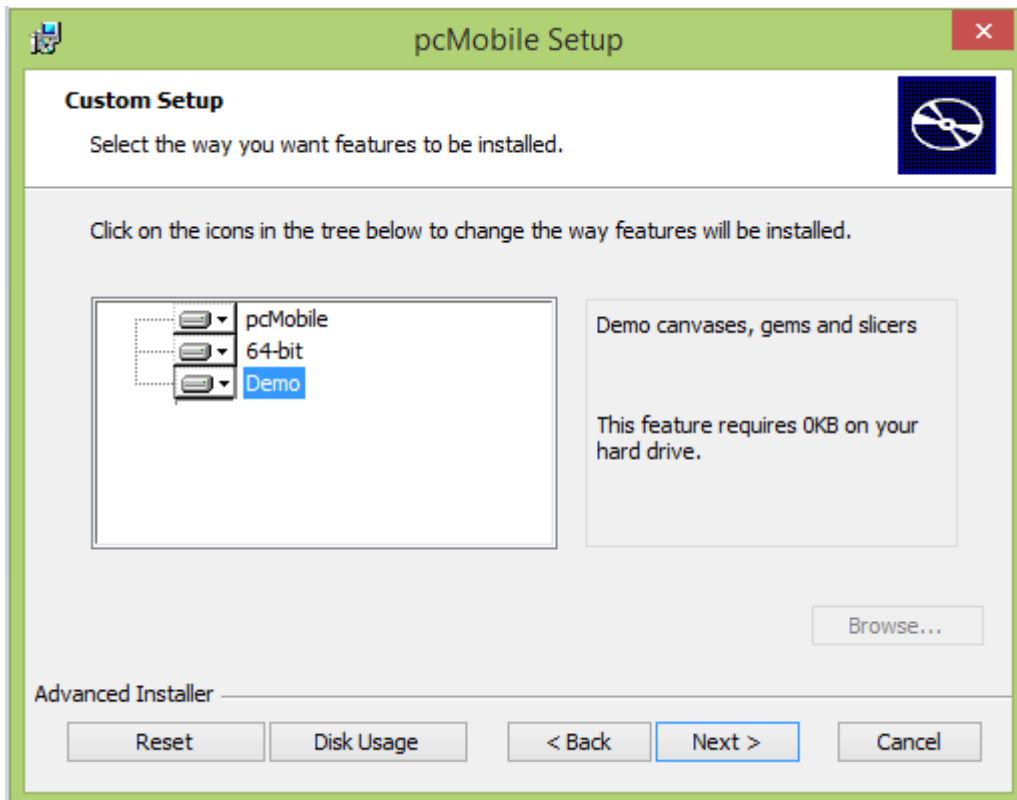 pcMobile Setup
Custom Setup
Select the way you want features to be installed.
Click on the icons in the tree below to change the way features will be installed.
pcMobile
64-bit
Demo
Demo canvases, gems and slicers
This feature requires 0KB on your
hard drive.
Browse...
Advanced Installer
Reset
Disk Usage
< Back
Next >
Cancel